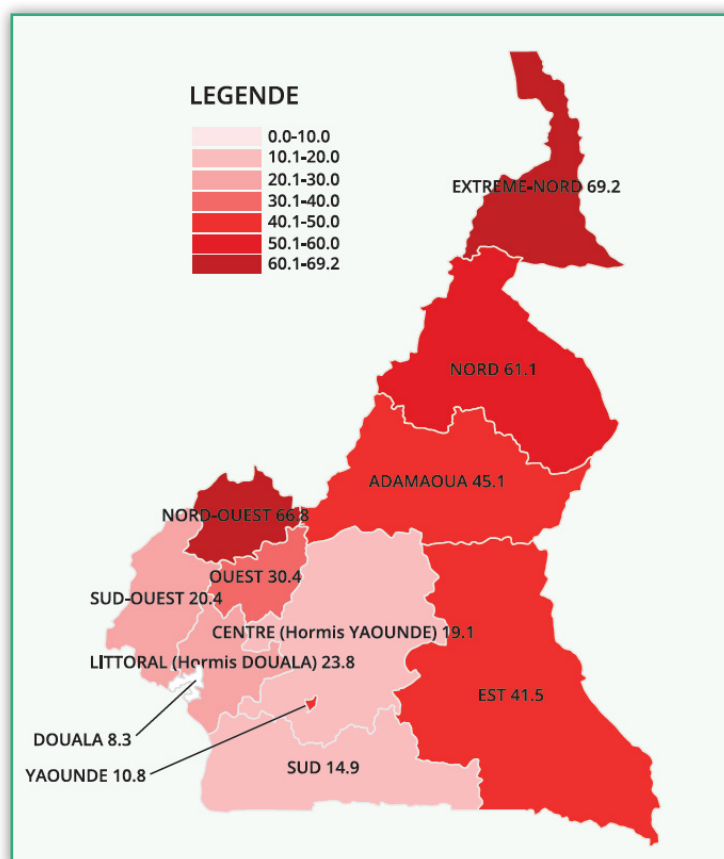 LEGENDE
0.0-10.0
10.1-20.0
20.1-30.0
30.1-40.0
40.1-50.0
50.1-60.0
60.1-69.2
EXTREME-NORD 69.2
NORD 61.1
ADAMAOUA 45.1
NORD-OUEST 66.8
OUEST 30.4
SUD-OUEST 20.4
CENTRE (Hormis YAOUNDE) 19.1
LITTORAL (Hormis DOUALA) 23.8
EST 41.5
DOUALA 8.3
YAOUNDE 10.8
SUD 14.9